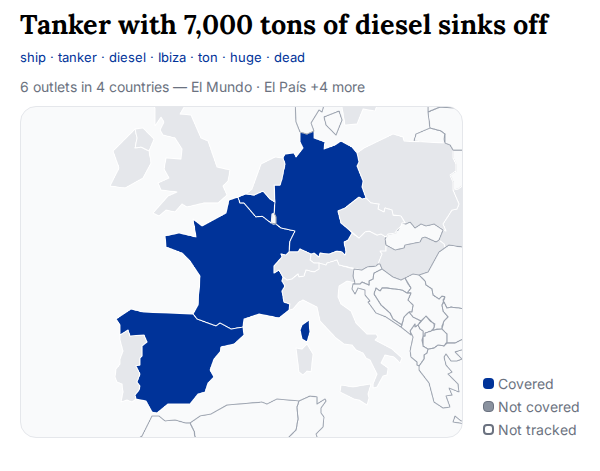 Tanker with 7,000 tons of diesel sinks off
ship · tanker · diesel · Ibiza · ton · huge · dead
6 outlets in 4 countries — El Mundo · El País +4 more
Covered
Not covered
Not tracked